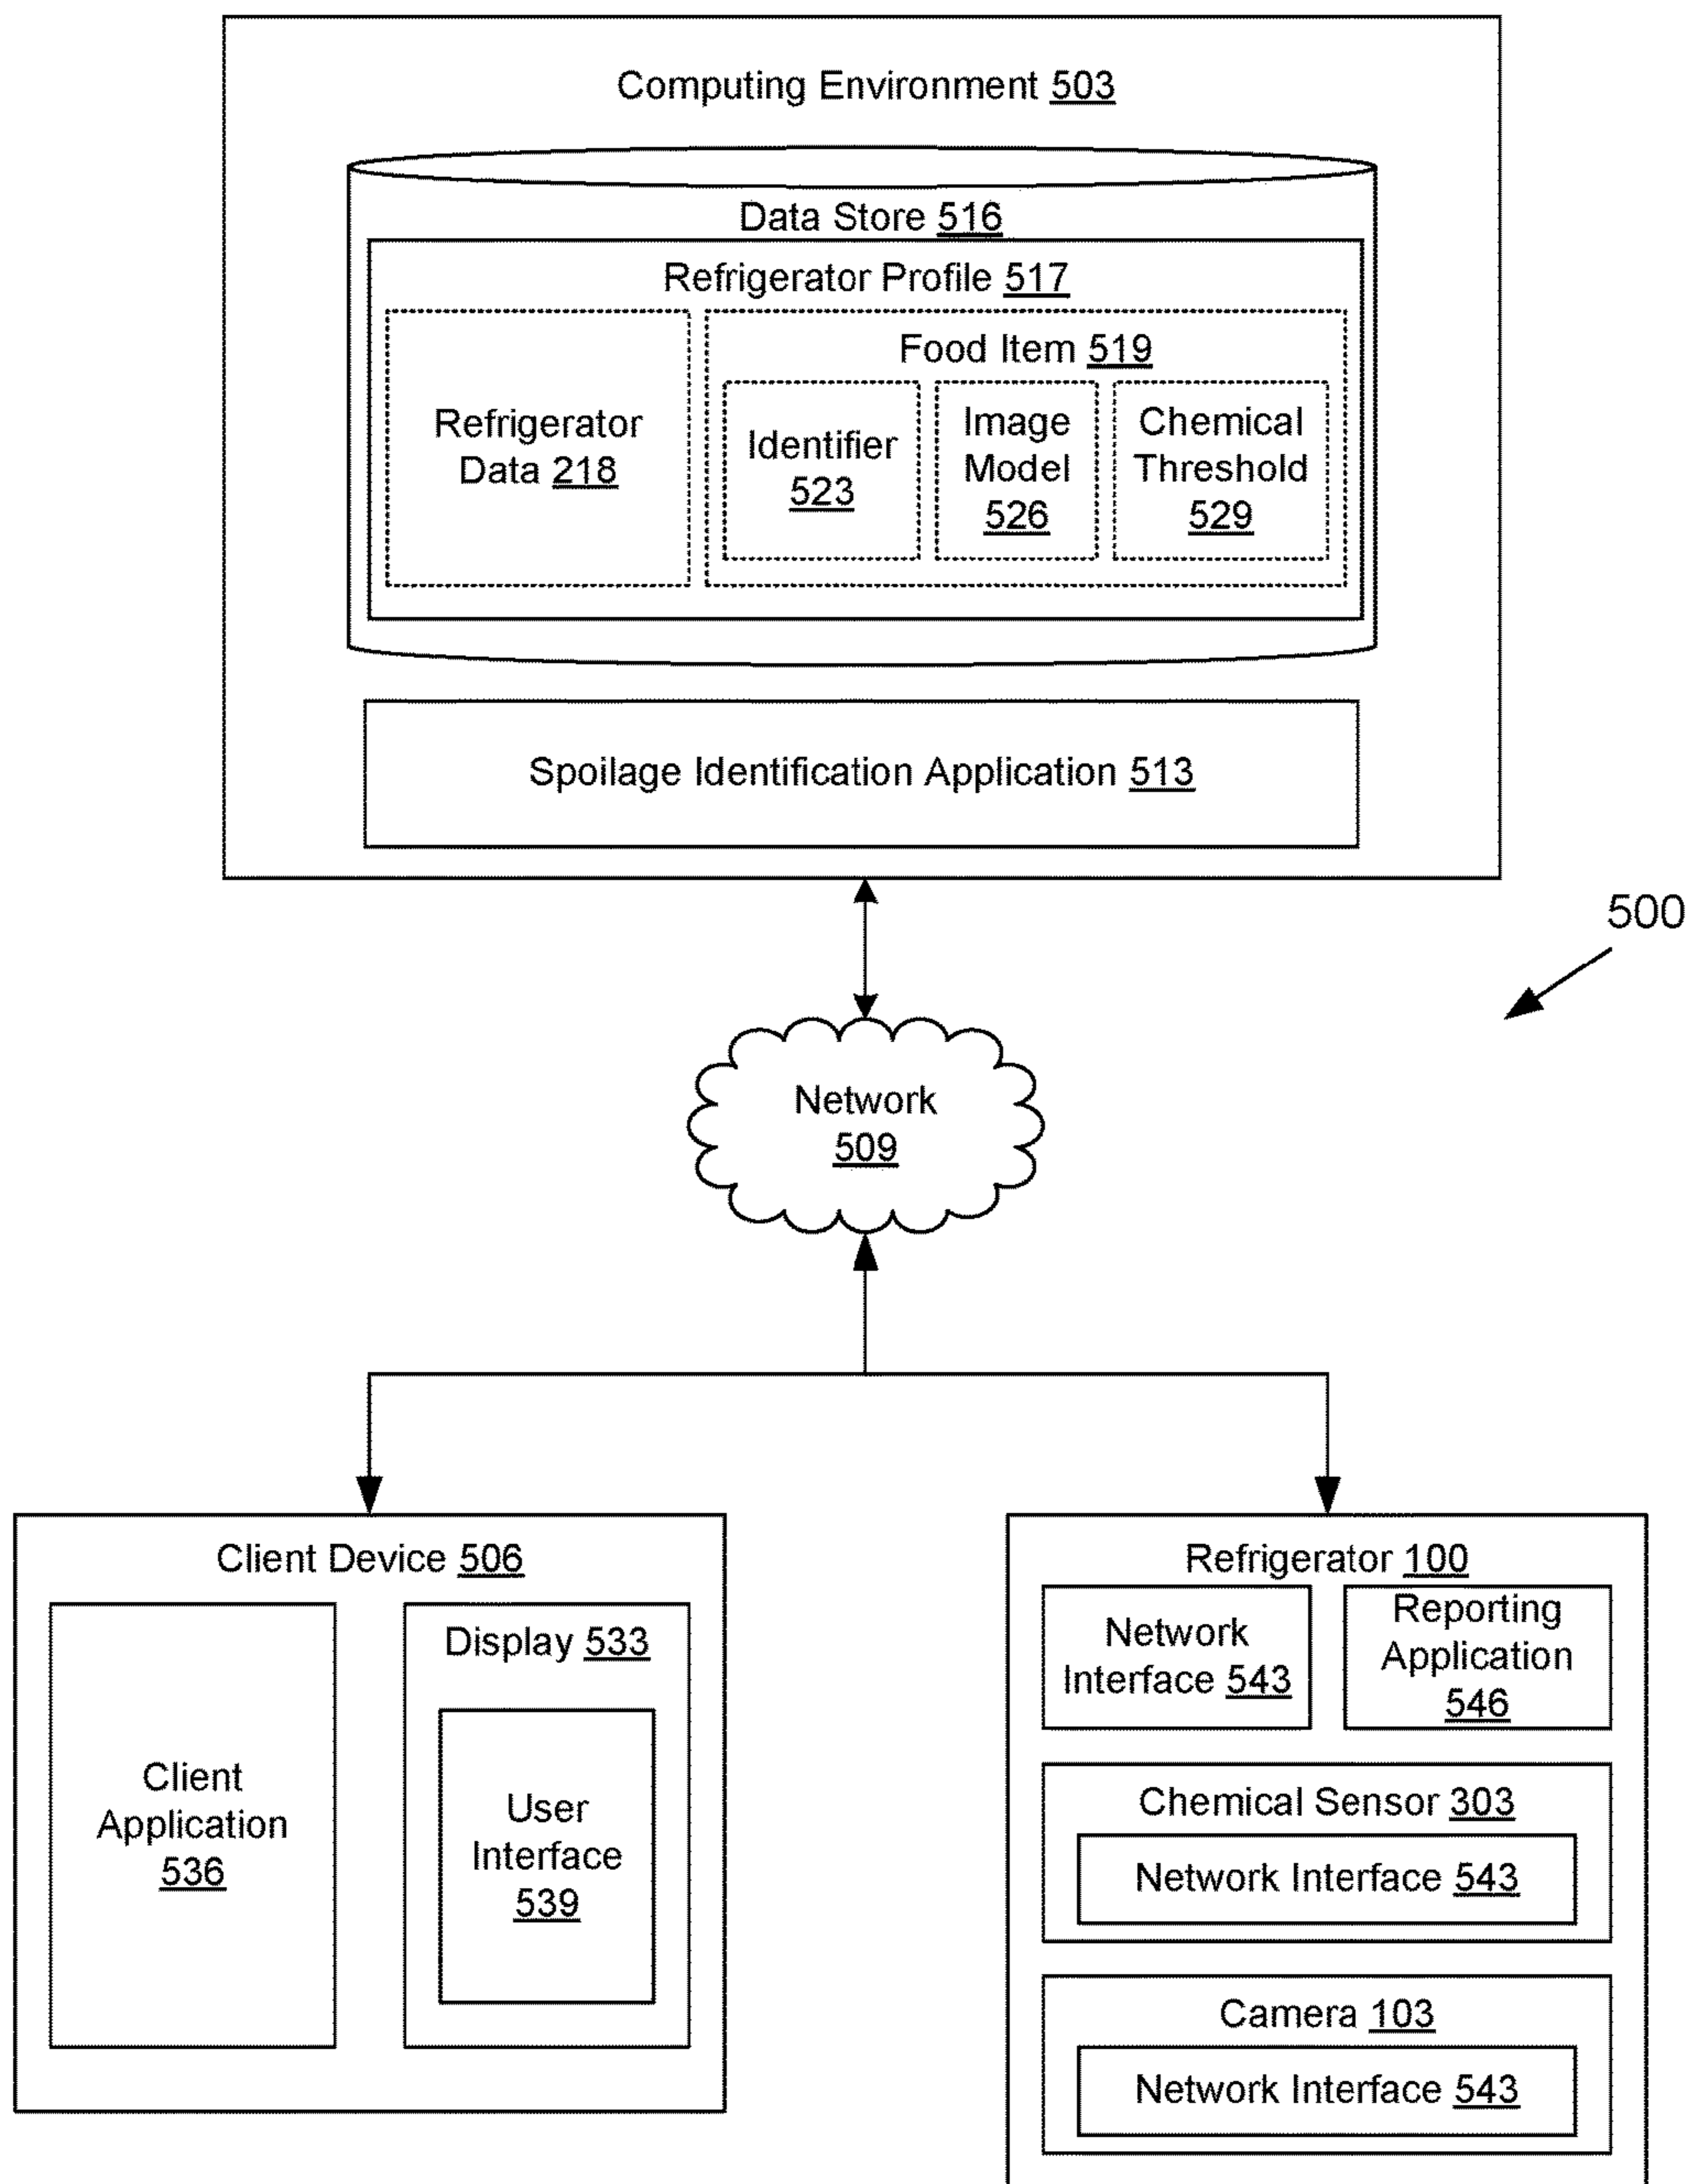 Computing Environment 503
Data Store 516
Refrigerator Profile 517
Refrigerator
Data 218
Food Item 519
Identifier
523
Image
Model
526
Chemical
Threshold
529
Spoilage Identification Application 513
500
Network
509
Client Device 506
Client
Application
536
Display 533
User
Interface
539
Refrigerator 100
Network
Interface 543
Reporting
Application
546
Chemical Sensor 303
Network Interface 543
Camera 103
Network Interface 543